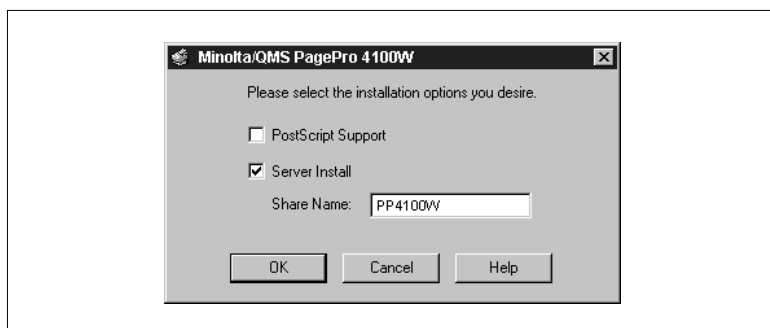 Minolta/QMS PagePro 4100W
Please select the installation options you desire.
PostScript Support
Server Install
Share Name: PP4100W
OK Cancel Help